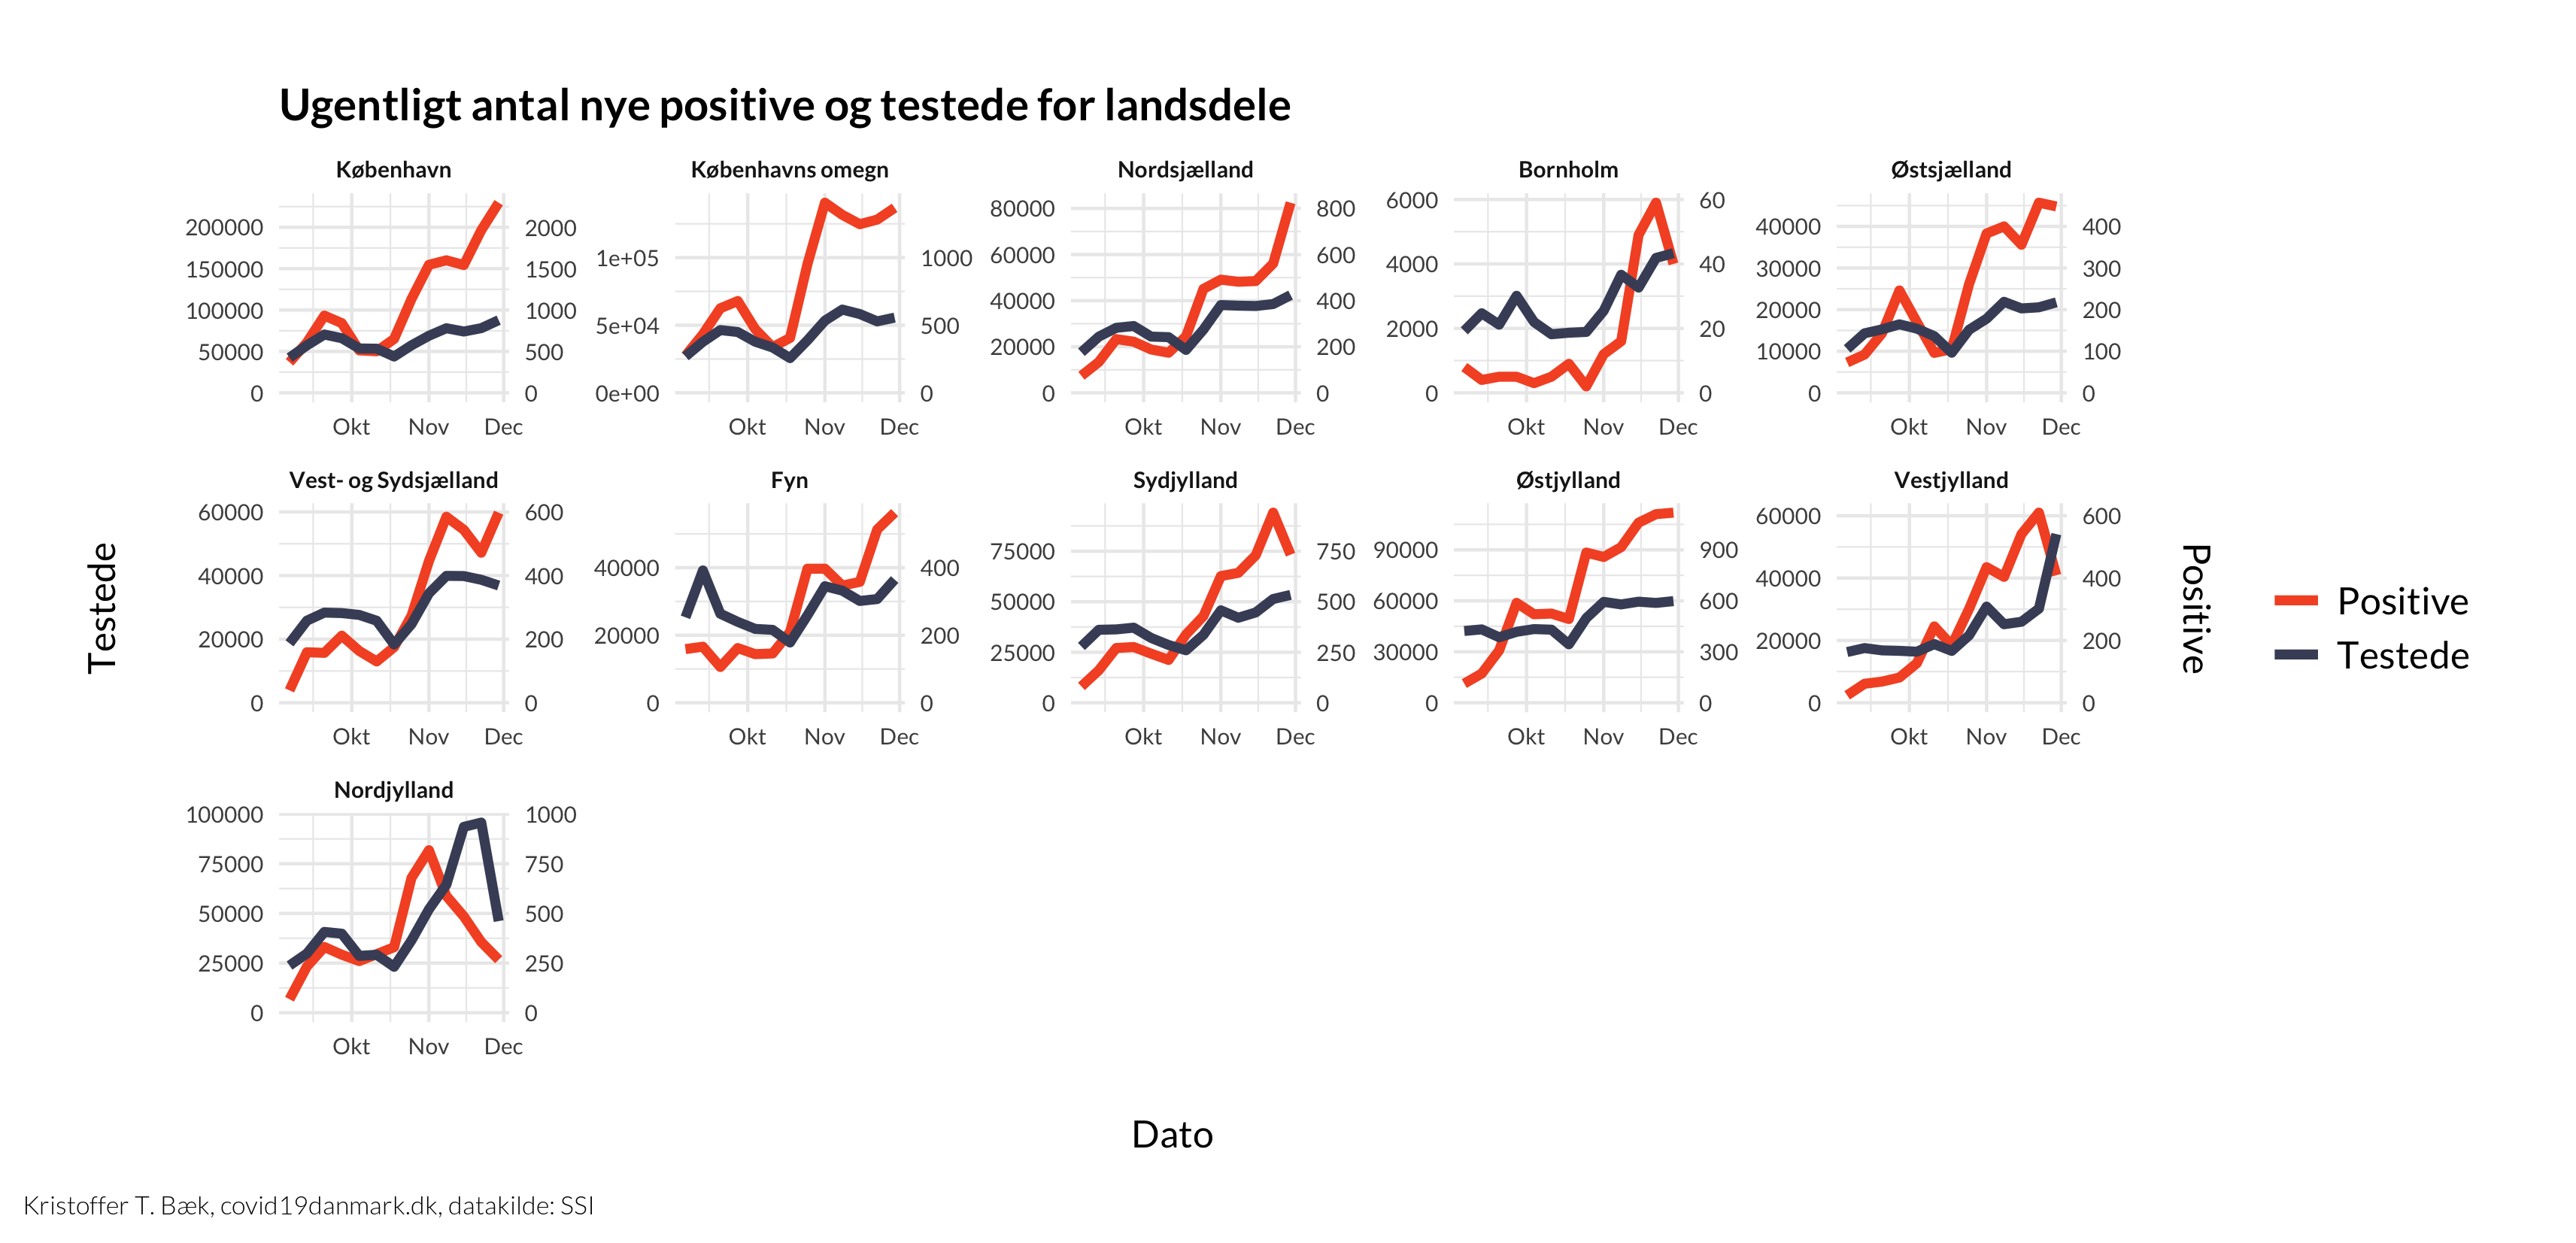 Ugentligt antal nye positive og testede for landsdele
København
Københavns omegn
Nordsjælland
Bornholm
Østsjælland
200000
150000
100000
50000
0
2000
1500
1000
500
0
1e+05
5e+04
0e+00
1000
500
0
80000
60000
40000
20000
0
800
600
400
200
0
6000
4000
2000
0
60
40
20
0
40000
30000
20000
10000
0
400
300
200
100
0
Okt Nov Dec
Okt Nov Dec
Okt Nov Dec
Okt Nov Dec
Okt Nov Dec
Vest- og Sydsjælland
Fyn
Sydjylland
Østjylland
Vestjylland
60000
40000
20000
0
600
400
200
0
40000
20000
0
400
200
0
75000
50000
25000
0
750
500
250
0
90000
60000
30000
0
900
600
300
0
60000
40000
20000
0
600
400
200
0
Okt Nov Dec
Okt Nov Dec
Okt Nov Dec
Okt Nov Dec
Okt Nov Dec
Nordjylland
100000
75000
50000
25000
0
1000
750
500
250
0
Okt Nov Dec
Testede
Positive
Positive
Testede
Dato
Kristoffer T. Bæk, covid19danmark.dk, datakilde: SSI